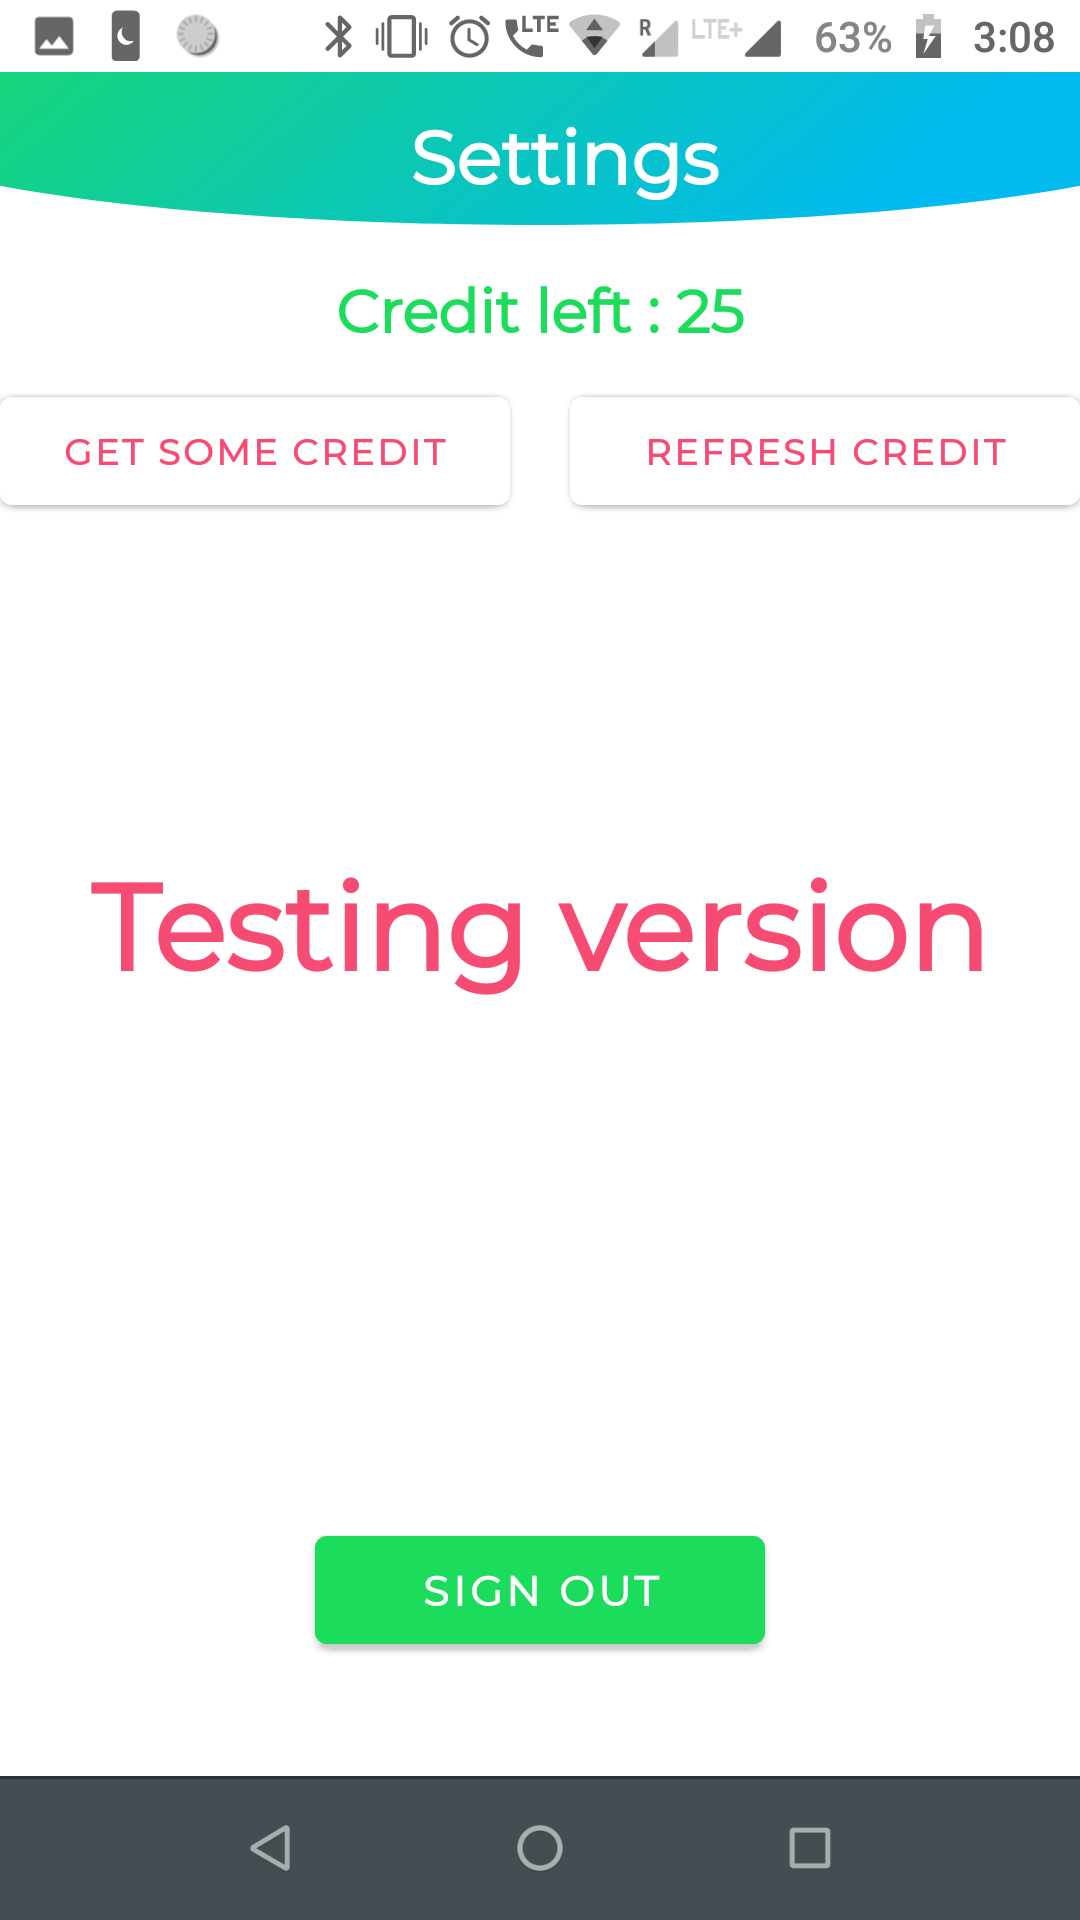 LTE R LTE+ 63% 3:08
Settings
Credit left : 25
GET SOME CREDIT REFRESH CREDIT
Testing version
SIGN OUT